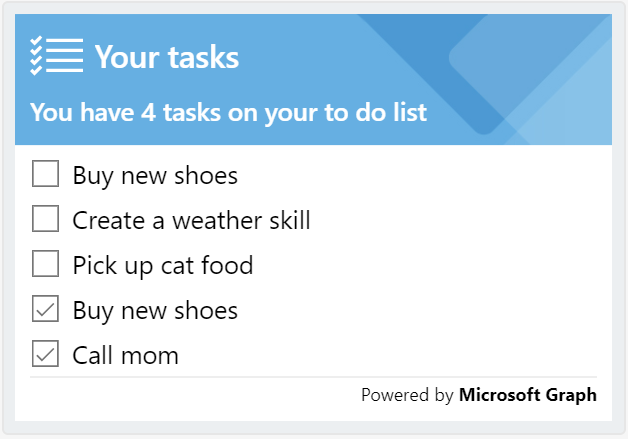 Your tasks
You have 4 tasks on your to do list
Buy new shoes
Create a weather skill
Pick up cat food
Buy new shoes
Call mom
Powered by Microsoft Graph